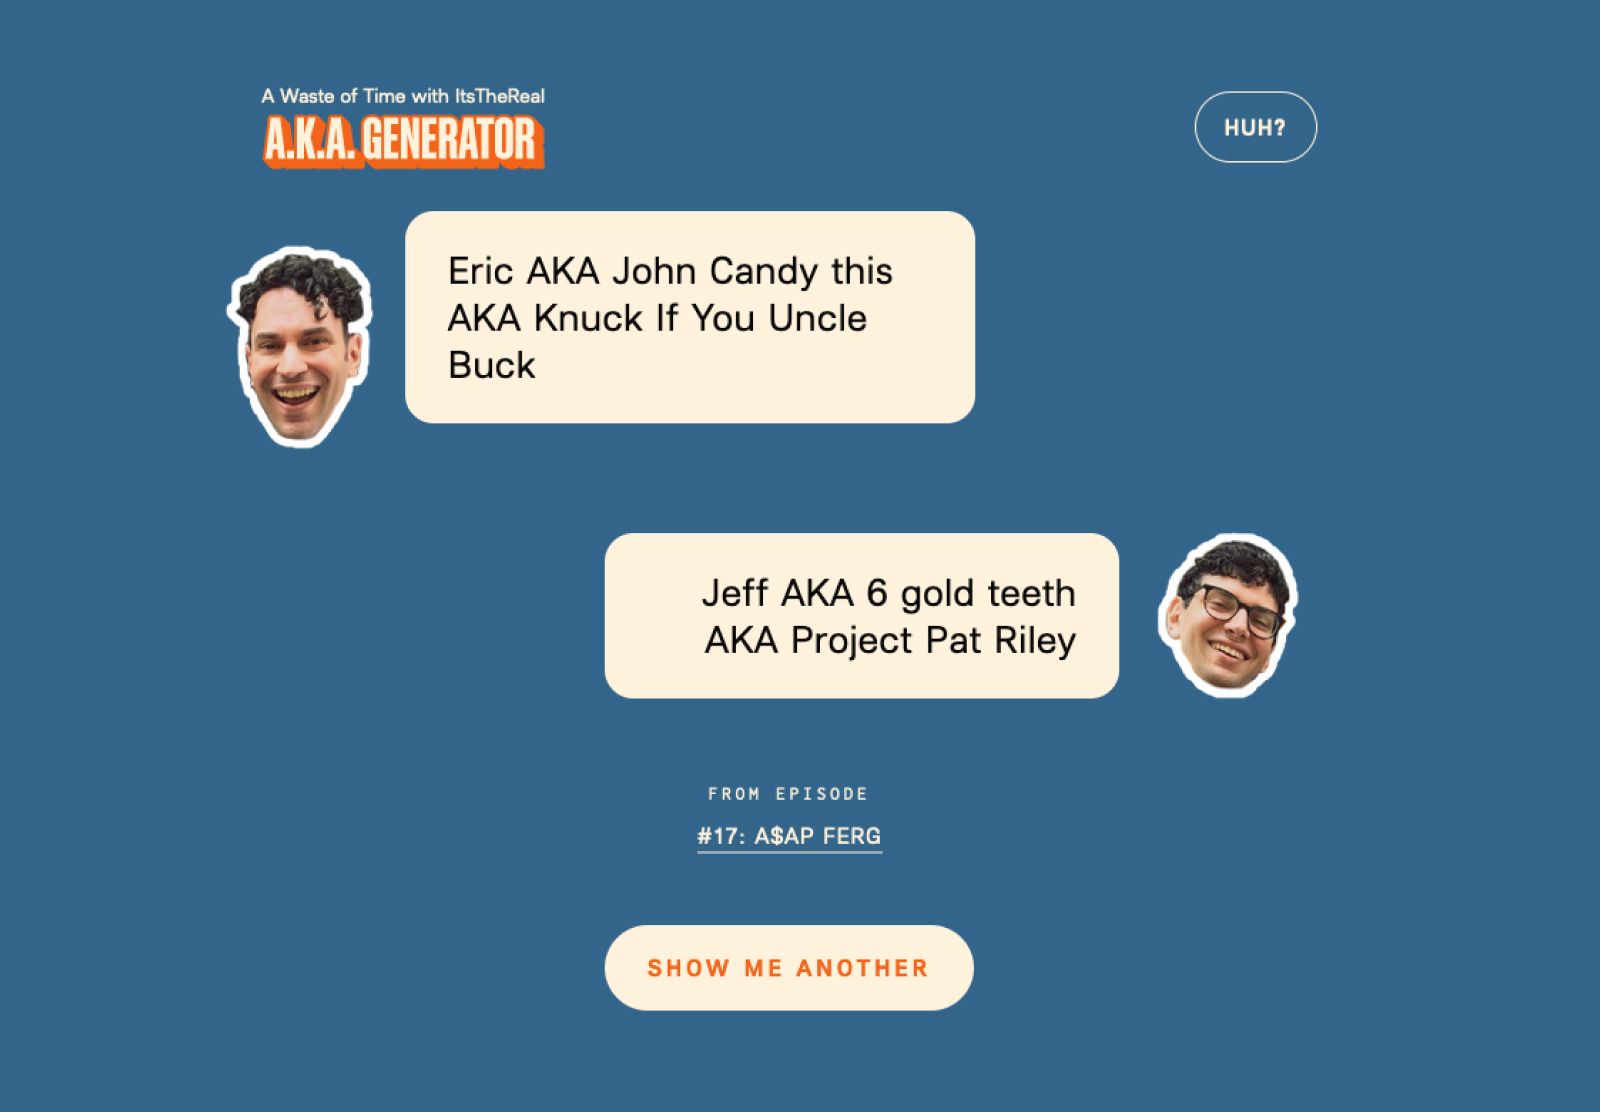 A Waste of Time with ItsTheReal
A.K.A. GENERATOR
HUH?
Eric AKA John Candy this
AKA Knuck If You Uncle
Buck
Jeff AKA 6 gold teeth
AKA Project Pat Riley
FROM EPISODE
#17: A$AP FERG
SHOW ME ANOTHER